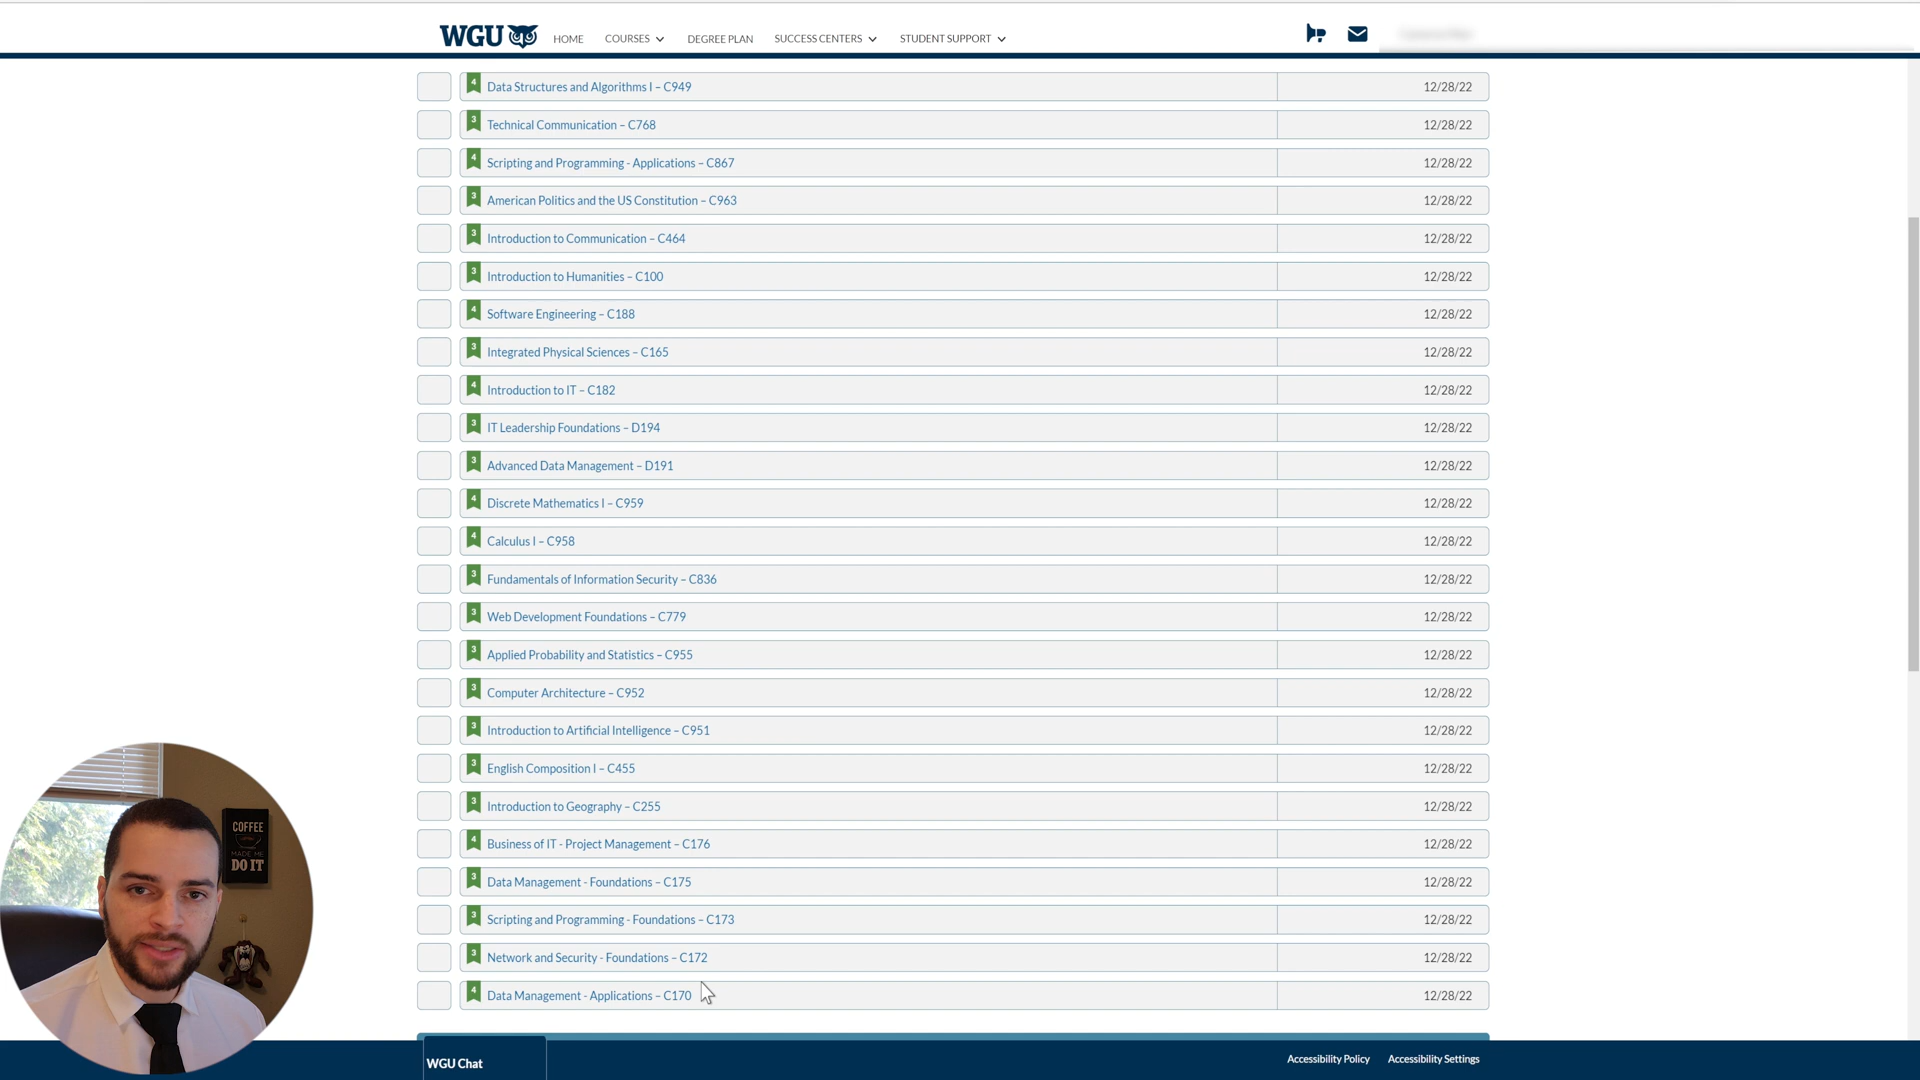 WGU
HOME
COURSES
DEGREE PLAN
SUCCESS CENTERS
STUDENT SUPPORT
4 Data Structures and Algorithms I – C949 12/28/22
3 Technical Communication – C768 12/28/22
4 Scripting and Programming - Applications – C867 12/28/22
3 American Politics and the US Constitution – C963 12/28/22
3 Introduction to Communication – C464 12/28/22
3 Introduction to Humanities – C100 12/28/22
4 Software Engineering – C188 12/28/22
3 Integrated Physical Sciences – C165 12/28/22
4 Introduction to IT – C182 12/28/22
3 IT Leadership Foundations – D194 12/28/22
3 Advanced Data Management – D191 12/28/22
4 Discrete Mathematics I – C959 12/28/22
4 Calculus I – C958 12/28/22
3 Fundamentals of Information Security – C836 12/28/22
3 Web Development Foundations – C779 12/28/22
3 Applied Probability and Statistics – C955 12/28/22
3 Computer Architecture – C952 12/28/22
3 Introduction to Artificial Intelligence – C951 12/28/22
3 English Composition I – C455 12/28/22
3 Introduction to Geography – C255 12/28/22
4 Business of IT - Project Management – C176 12/28/22
3 Data Management - Foundations – C175 12/28/22
3 Scripting and Programming - Foundations – C173 12/28/22
3 Network and Security - Foundations – C172 12/28/22
4 Data Management - Applications – C170 12/28/22
COFFEE
MADE ME
DO IT
WGU Chat
Accessibility Policy
Accessibility Settings